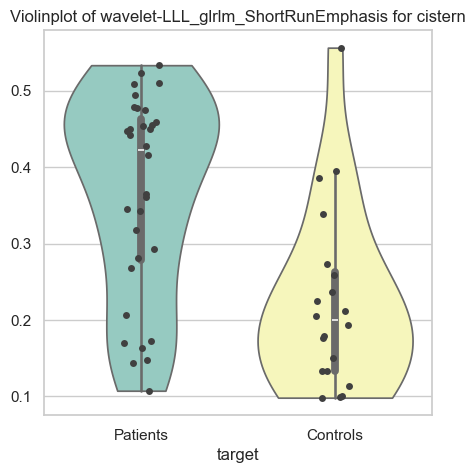 Violinplot of wavelet-LLL_glrlm_ShortRunEmphasis for cistern
0.5
0.4
0.3
0.2
0.1
Patients
Controls
target